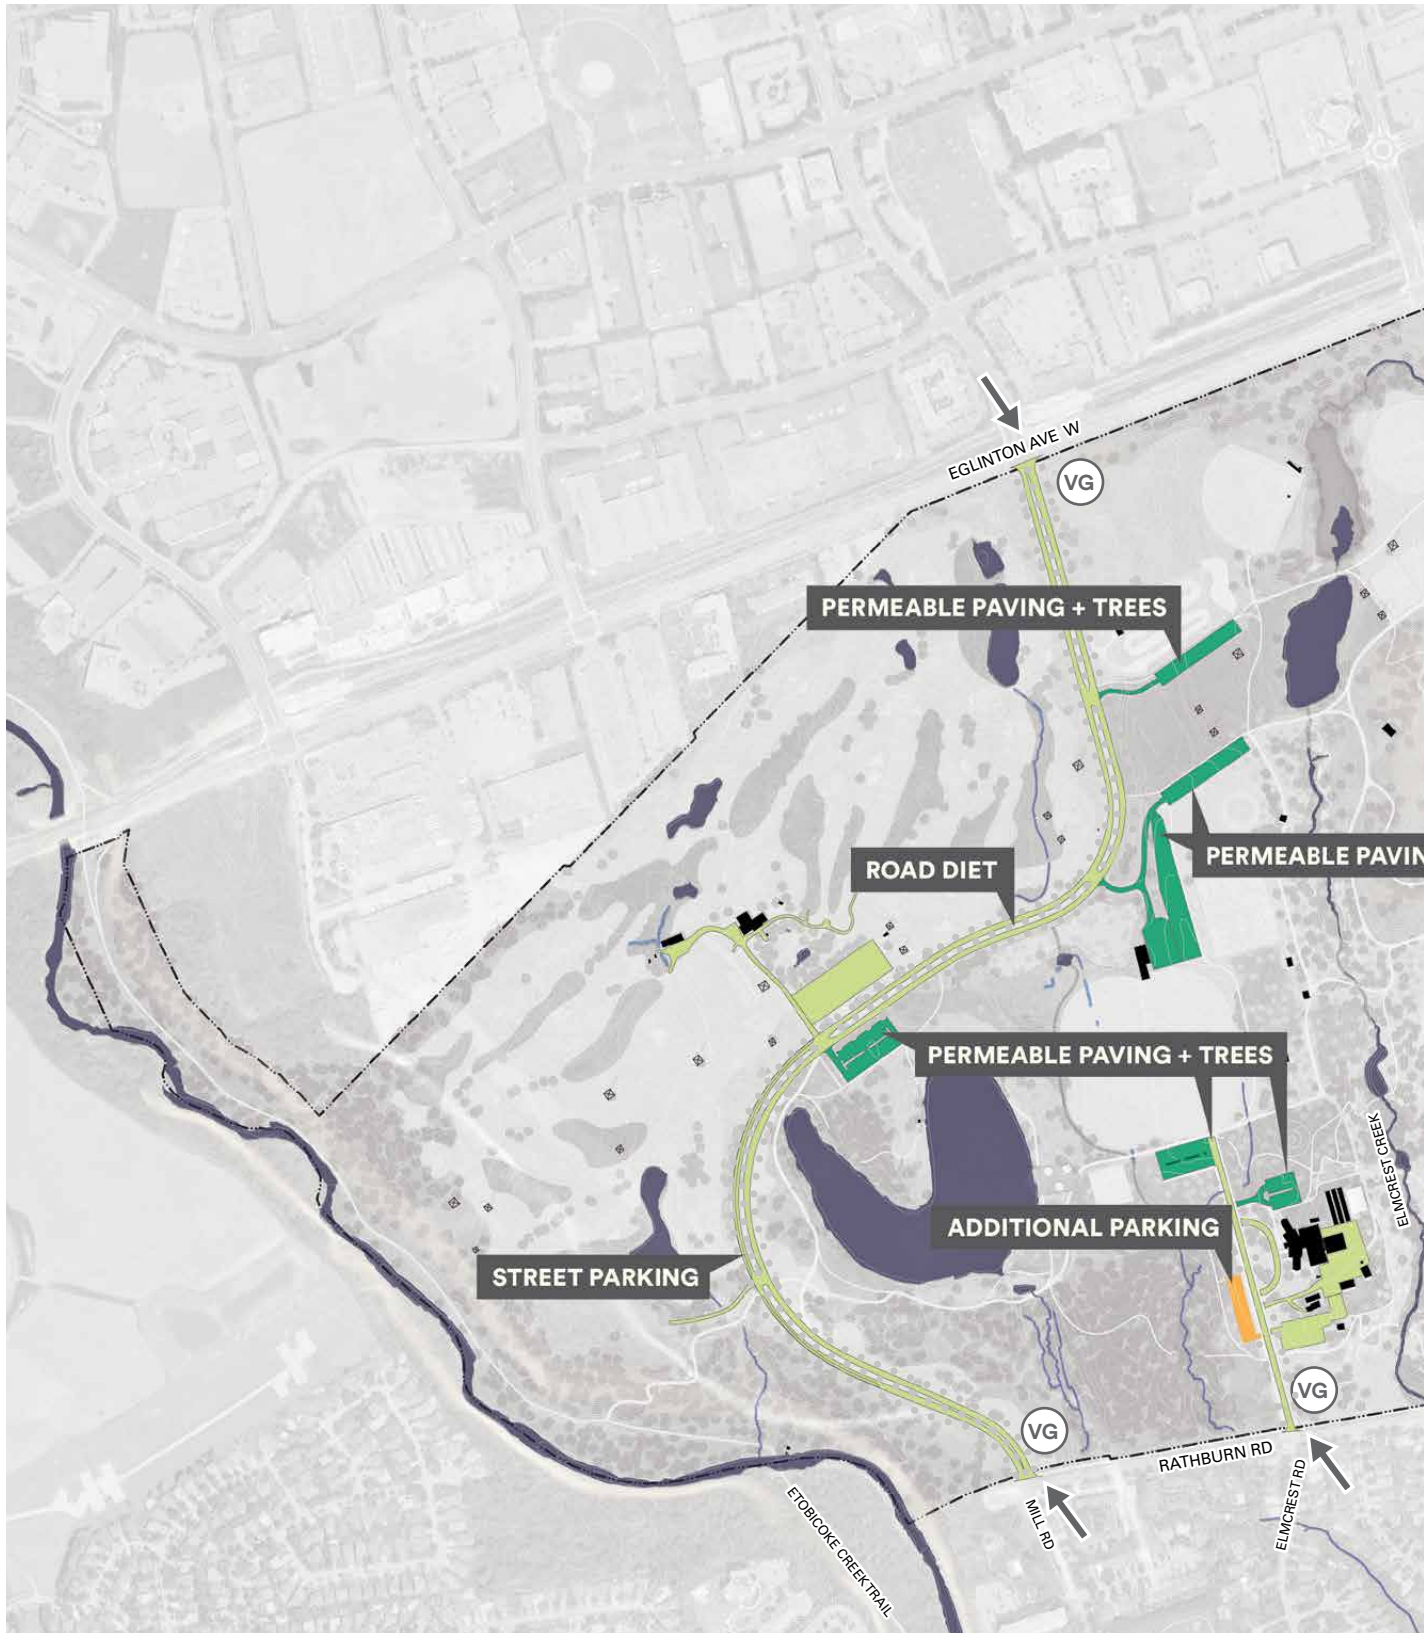 EGLINTON AVE W
VG
PERMEABLE PAVING + TREES
PERMEABLE PAVIN
ROAD DIET
PERMEABLE PAVING + TREES
ELMCREST CREEK
ADDITIONAL PARKING
STREET PARKING
VG
VG
RATHBURN RD
MILL RD
ELMCREST RD
ETOBICOKE CREEK TRAIL